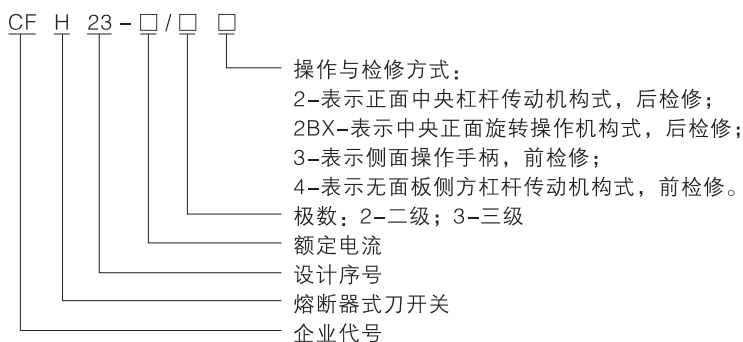 CF H 23-□/□ □
操作与检修方式：
2-表示正面中央杠杆传动机构式，后检修；
2BX-表示中央正面旋转操作机构式，后检修；
3-表示侧面操作手柄，前检修；
4-表示无面板侧方杠杆传动机构式，前检修。
极数：2-二级；3-三级
额定电流
设计序号
熔断器式刀开关
企业代号